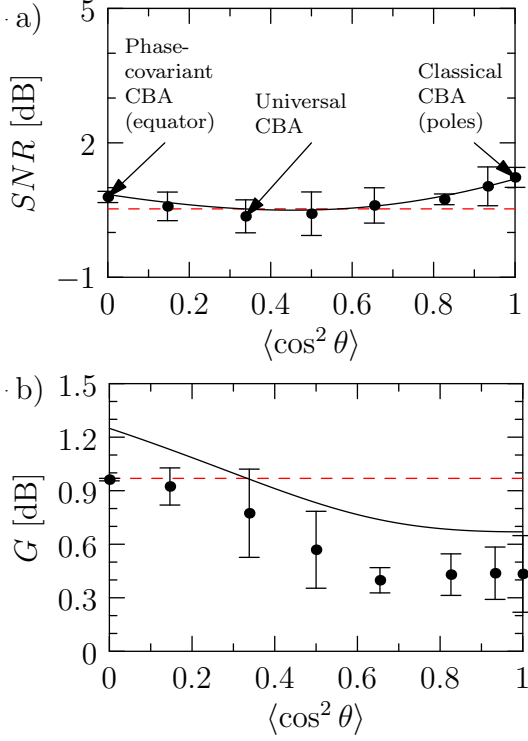 a)
5
2
−1
SNR [dB]
Phase-
covariant
CBA
(equator)
Universal
CBA
Classical
CBA
(poles)
0 0.2 0.4 0.6 0.8 1
⟨cos² θ⟩
b)
1.5
1.2
0.9
0.6
0.3
0
G [dB]
0 0.2 0.4 0.6 0.8 1
⟨cos² θ⟩